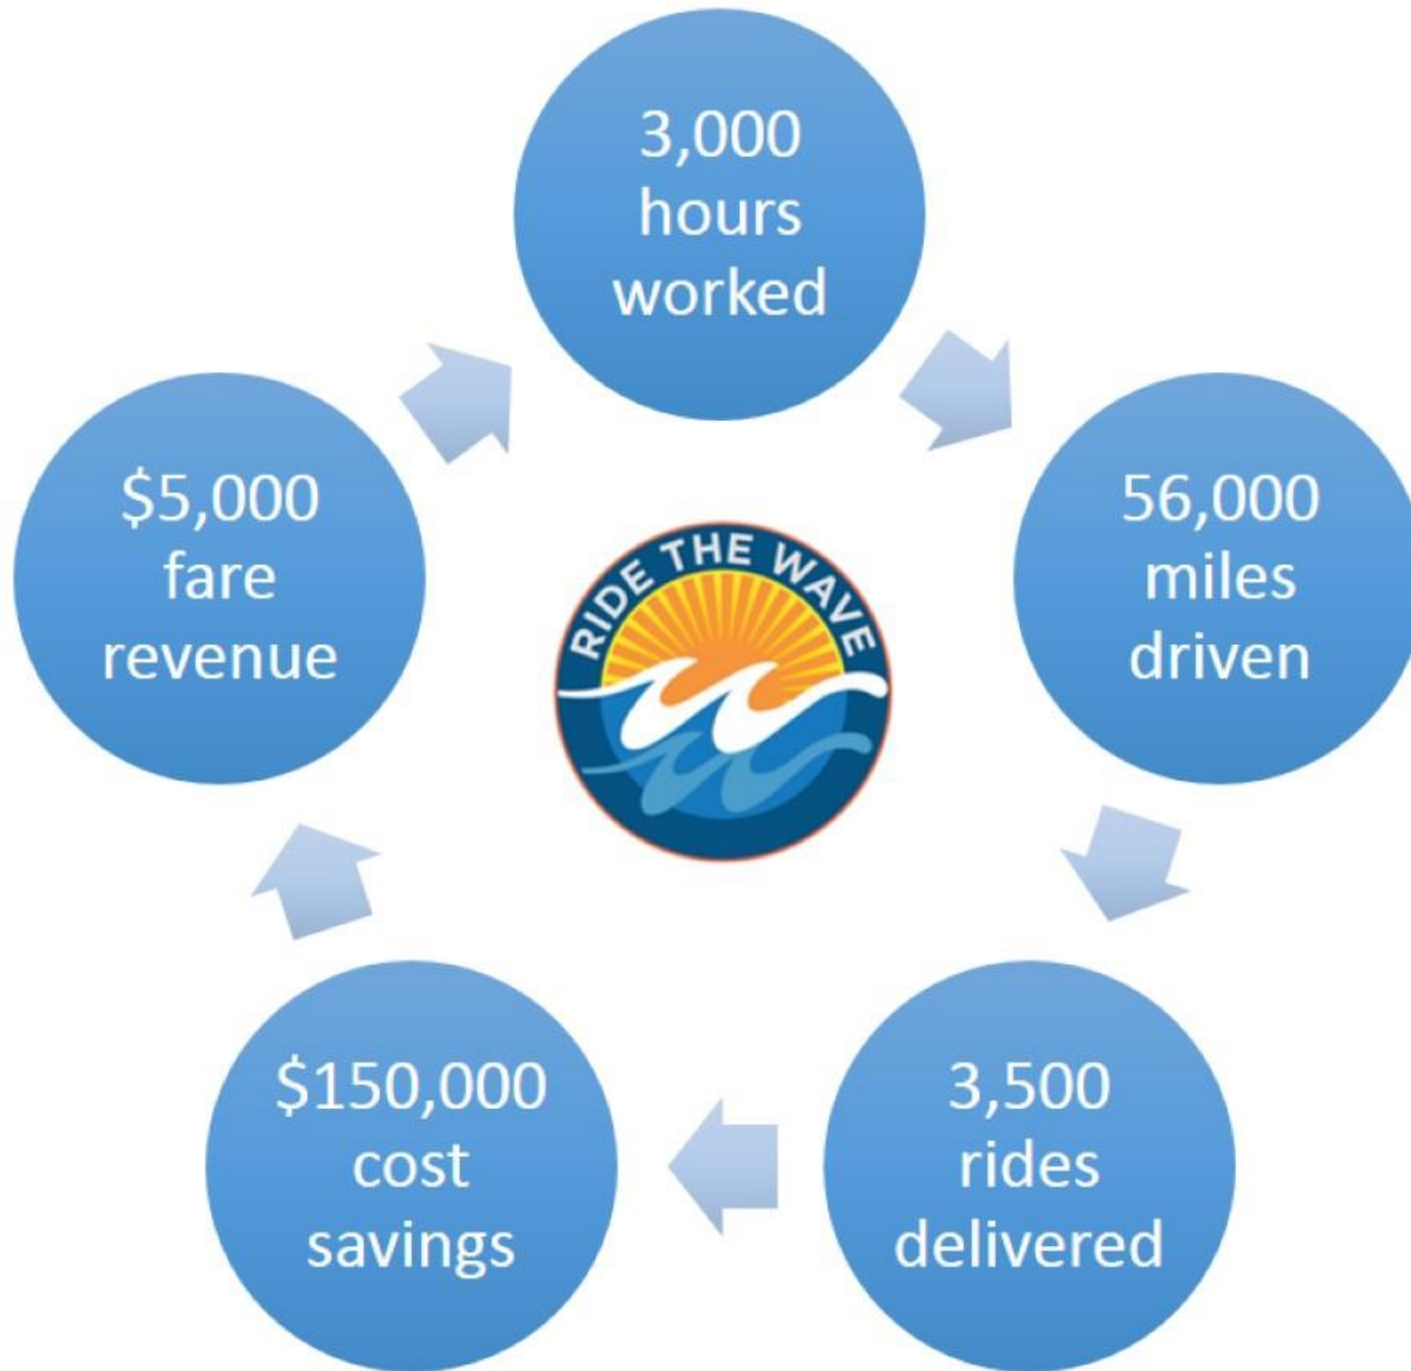 3,000
hours
worked
56,000
miles
driven
3,500
rides
delivered
$150,000
cost
savings
$5,000
fare
revenue
RIDE THE WAVE